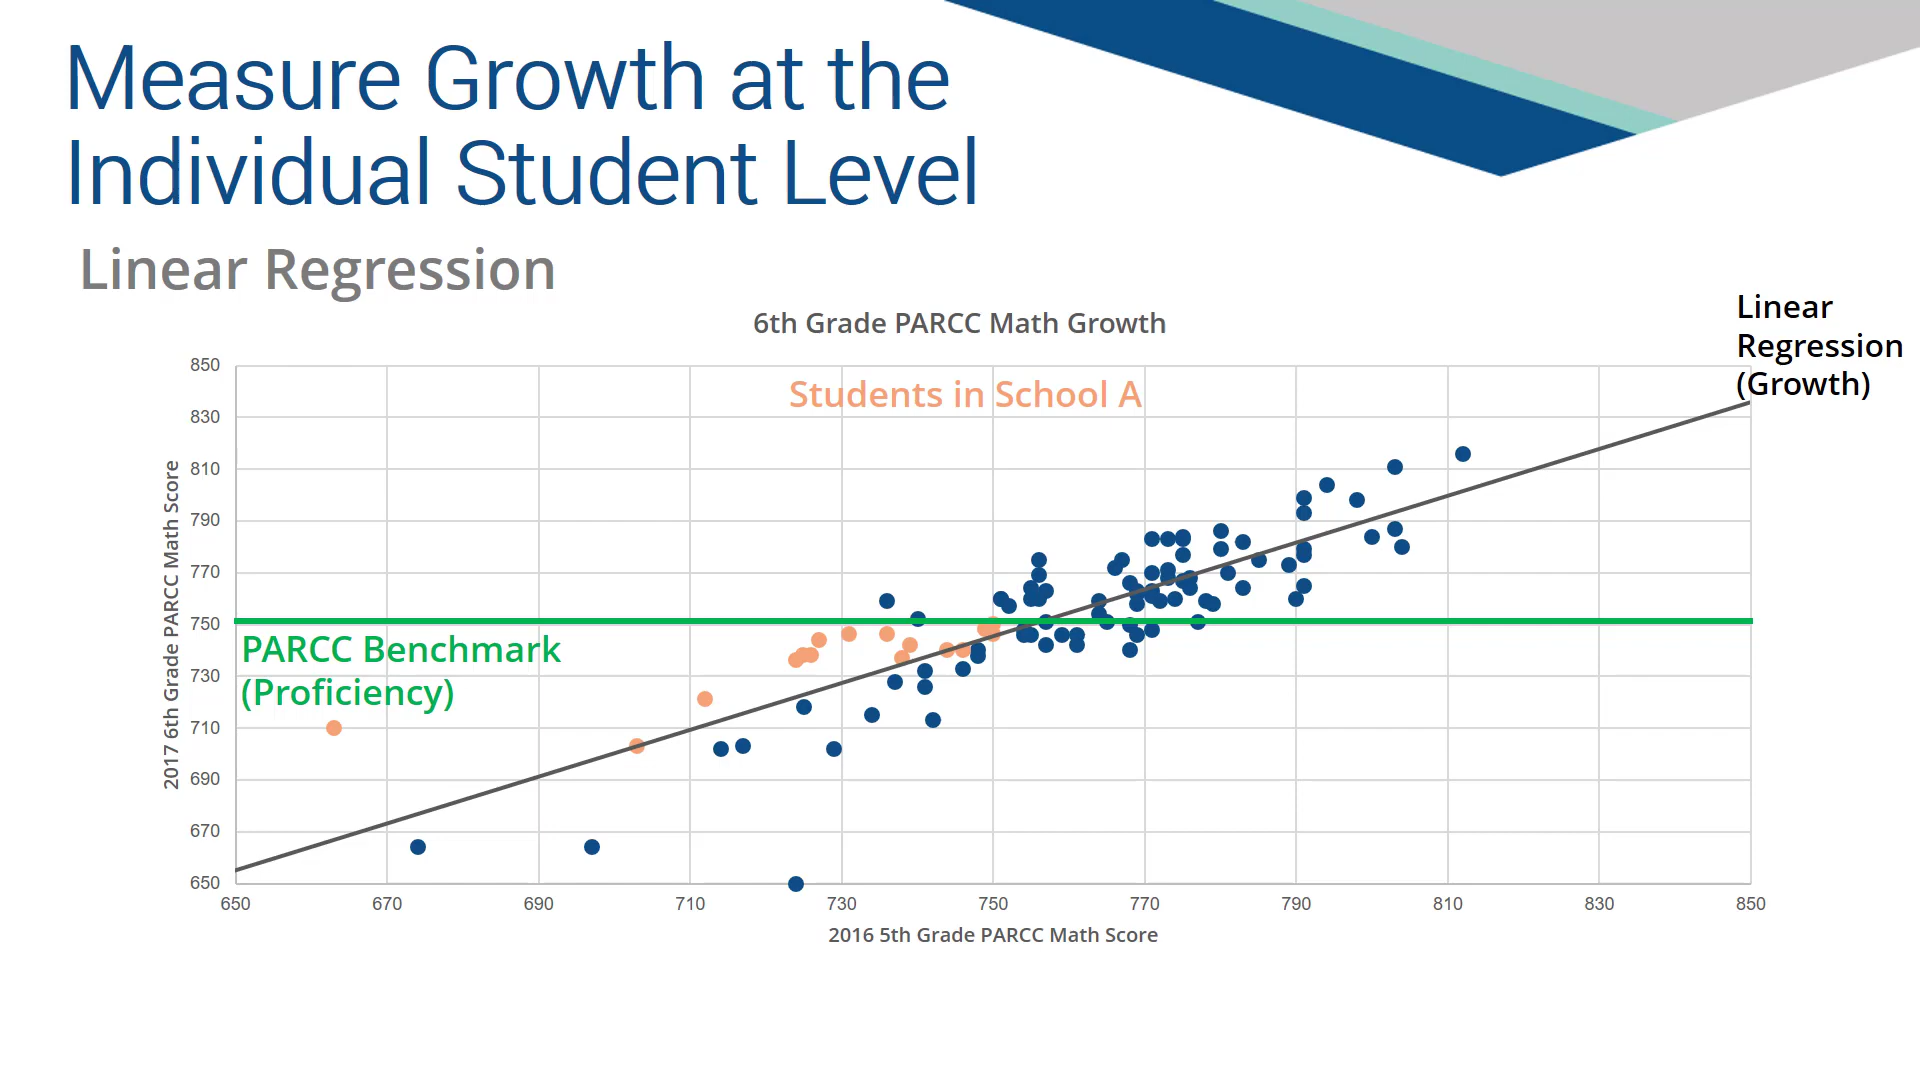 Measure Growth at the
Individual Student Level
Linear Regression
6th Grade PARCC Math Growth
Linear
Regression
(Growth)
Students in School A
PARCC Benchmark
(Proficiency)
2017 6th Grade PARCC Math Score
850
830
810
790
770
750
730
710
690
670
650
650 670 690 710 730 750 770 790 810 830 850
2016 5th Grade PARCC Math Score